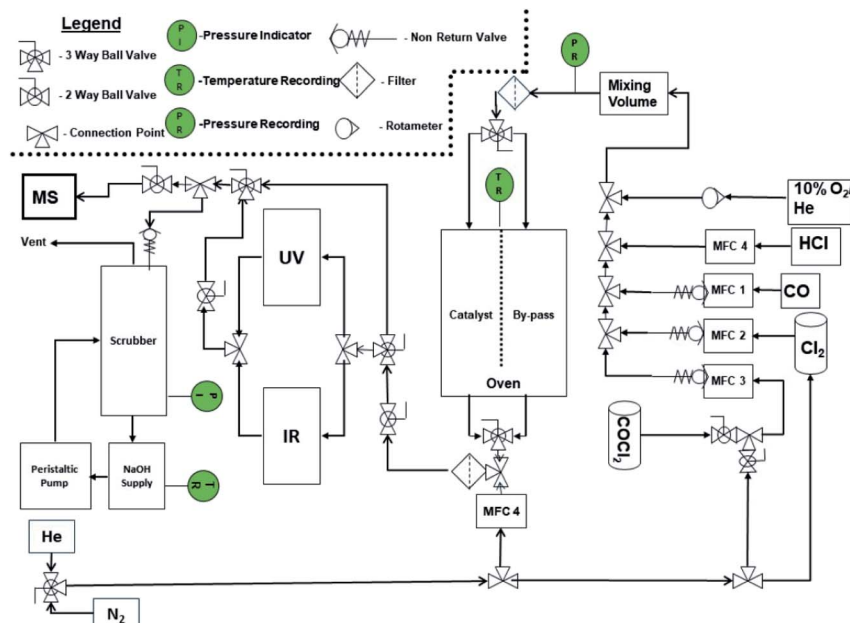 Legend
P I -Pressure Indicator
- Non Return Valve
- 3 Way Ball Valve
T R -Temperature Recording
- Filter
- 2 Way Ball Valve
P R -Pressure Recording
- Rotameter
- Connection Point
P R
Mixing
Volume
T R
10% O₂/
He
MFC 4
HCl
MFC 1
CO
MFC 2
Cl₂
MFC 3
COCl₂
MS
Vent
UV
Scrubber
Catalyst
By-pass
Oven
IR
P I
Peristaltic
Pump
NaOH
Supply
T R
MFC 4
He
N₂